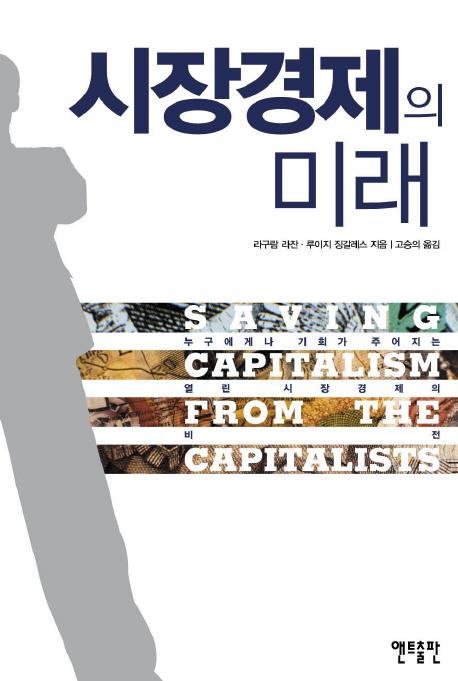 시장경제의
미래
라구람 라잔 · 루이지 징갈레스 지음 | 고승의 옮김
SAVING
누구에게나 기회가 주어지는
CAPITALISM
열린 시장경제의
FROM THE
비전
CAPITALISTS
앤트출판